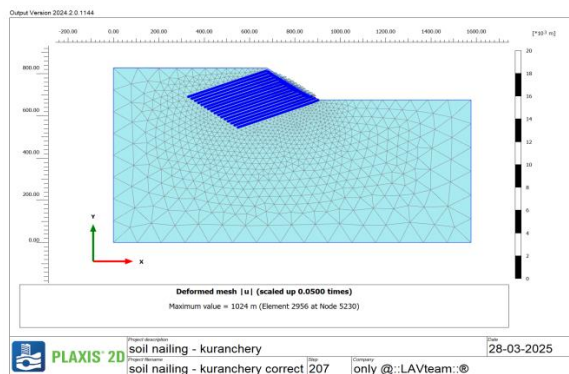 Output Version 2024.2.0.1144
-200.00 0.00 200.00 400.00 600.00 800.00 1000.00 1200.00 1400.00 1600.00
[*10³ m]
800.00
600.00
400.00
200.00
0.00
20
18
16
14
12
10
8
6
4
2
0
Y
X
Deformed mesh |u| (scaled up 0.0500 times)
Maximum value = 1024 m (Element 2956 at Node 5230)
PLAXIS® 2D
Project description
soil nailing - kuranchery
Date
28-03-2025
Project filename
soil nailing - kuranchery correct
Step
207
Company
only @::LAVteam::®